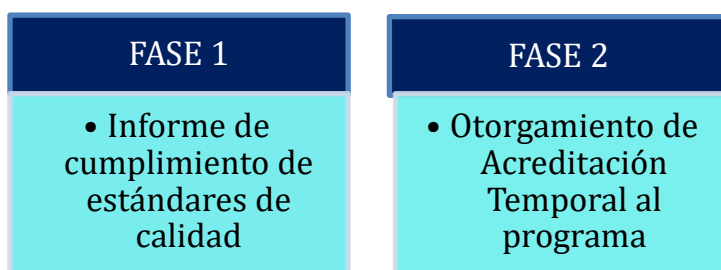 FASE 1
• Informe de
cumplimiento de
estándares de
calidad
FASE 2
• Otorgamiento de
Acreditación
Temporal al
programa